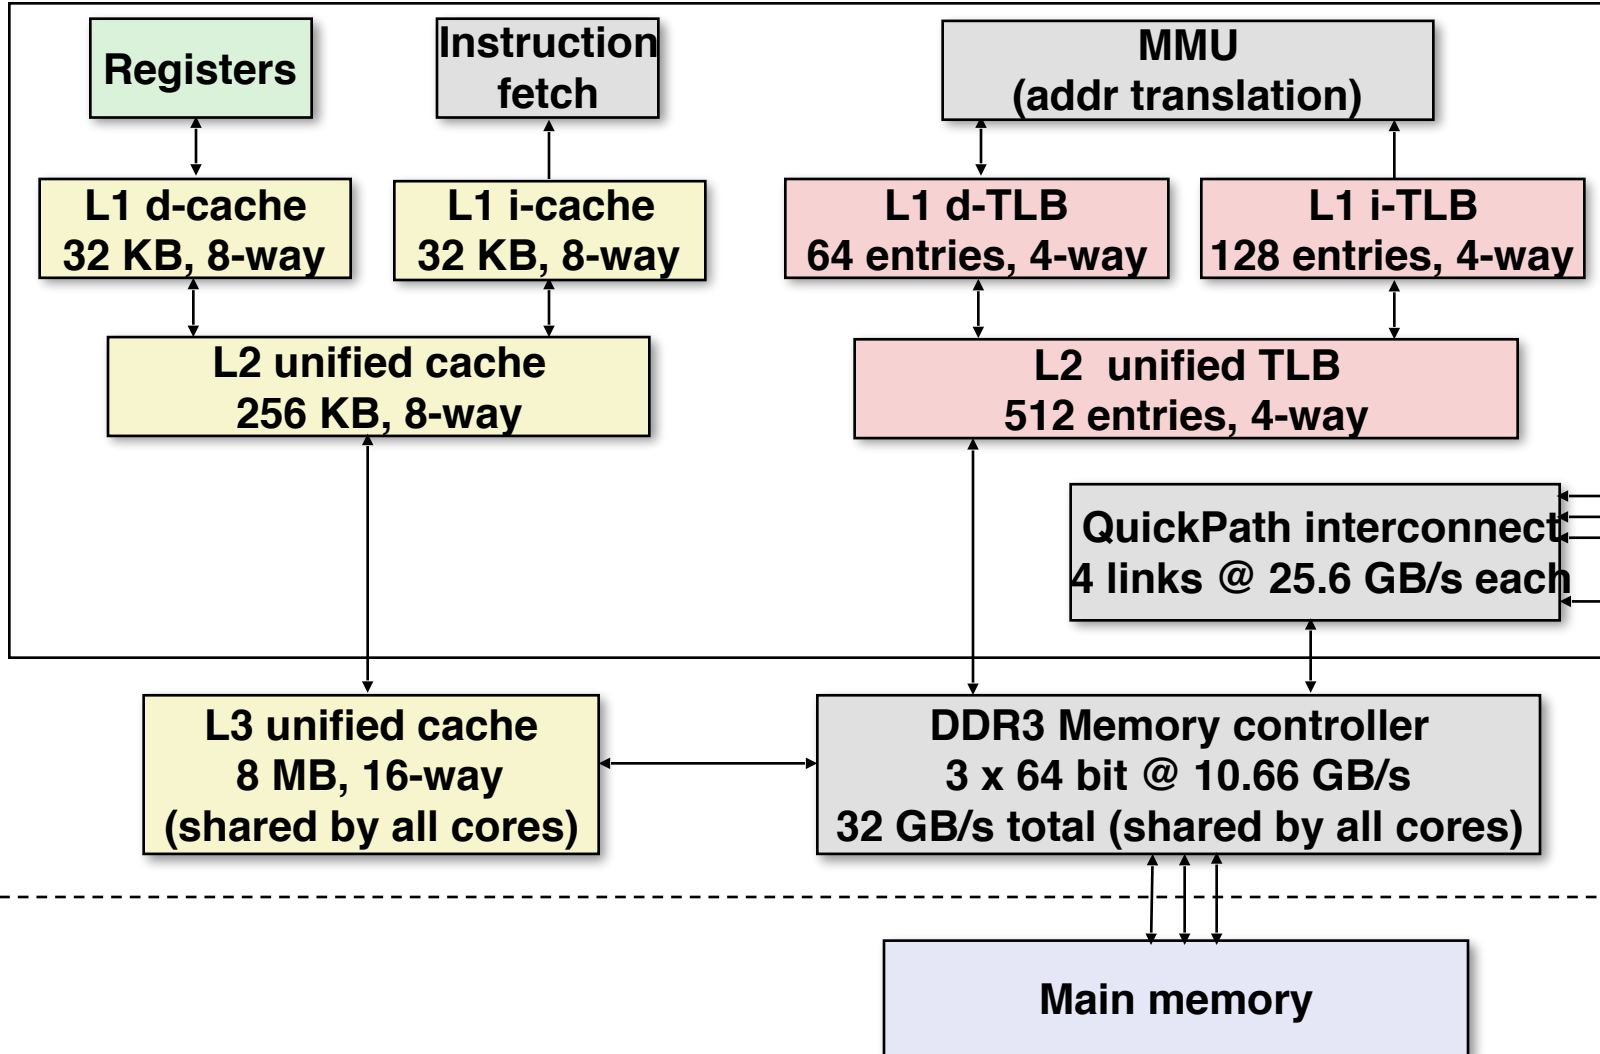 Registers
Instruction
fetch
MMU
(addr translation)
L1 d-cache
32 KB, 8-way
L1 i-cache
32 KB, 8-way
L1 d-TLB
64 entries, 4-way
L1 i-TLB
128 entries, 4-way
L2 unified cache
256 KB, 8-way
L2  unified TLB
512 entries, 4-way
QuickPath interconnect
4 links @ 25.6 GB/s each
L3 unified cache
8 MB, 16-way
(shared by all cores)
DDR3 Memory controller
3 x 64 bit @ 10.66 GB/s
32 GB/s total (shared by all cores)
Main memory